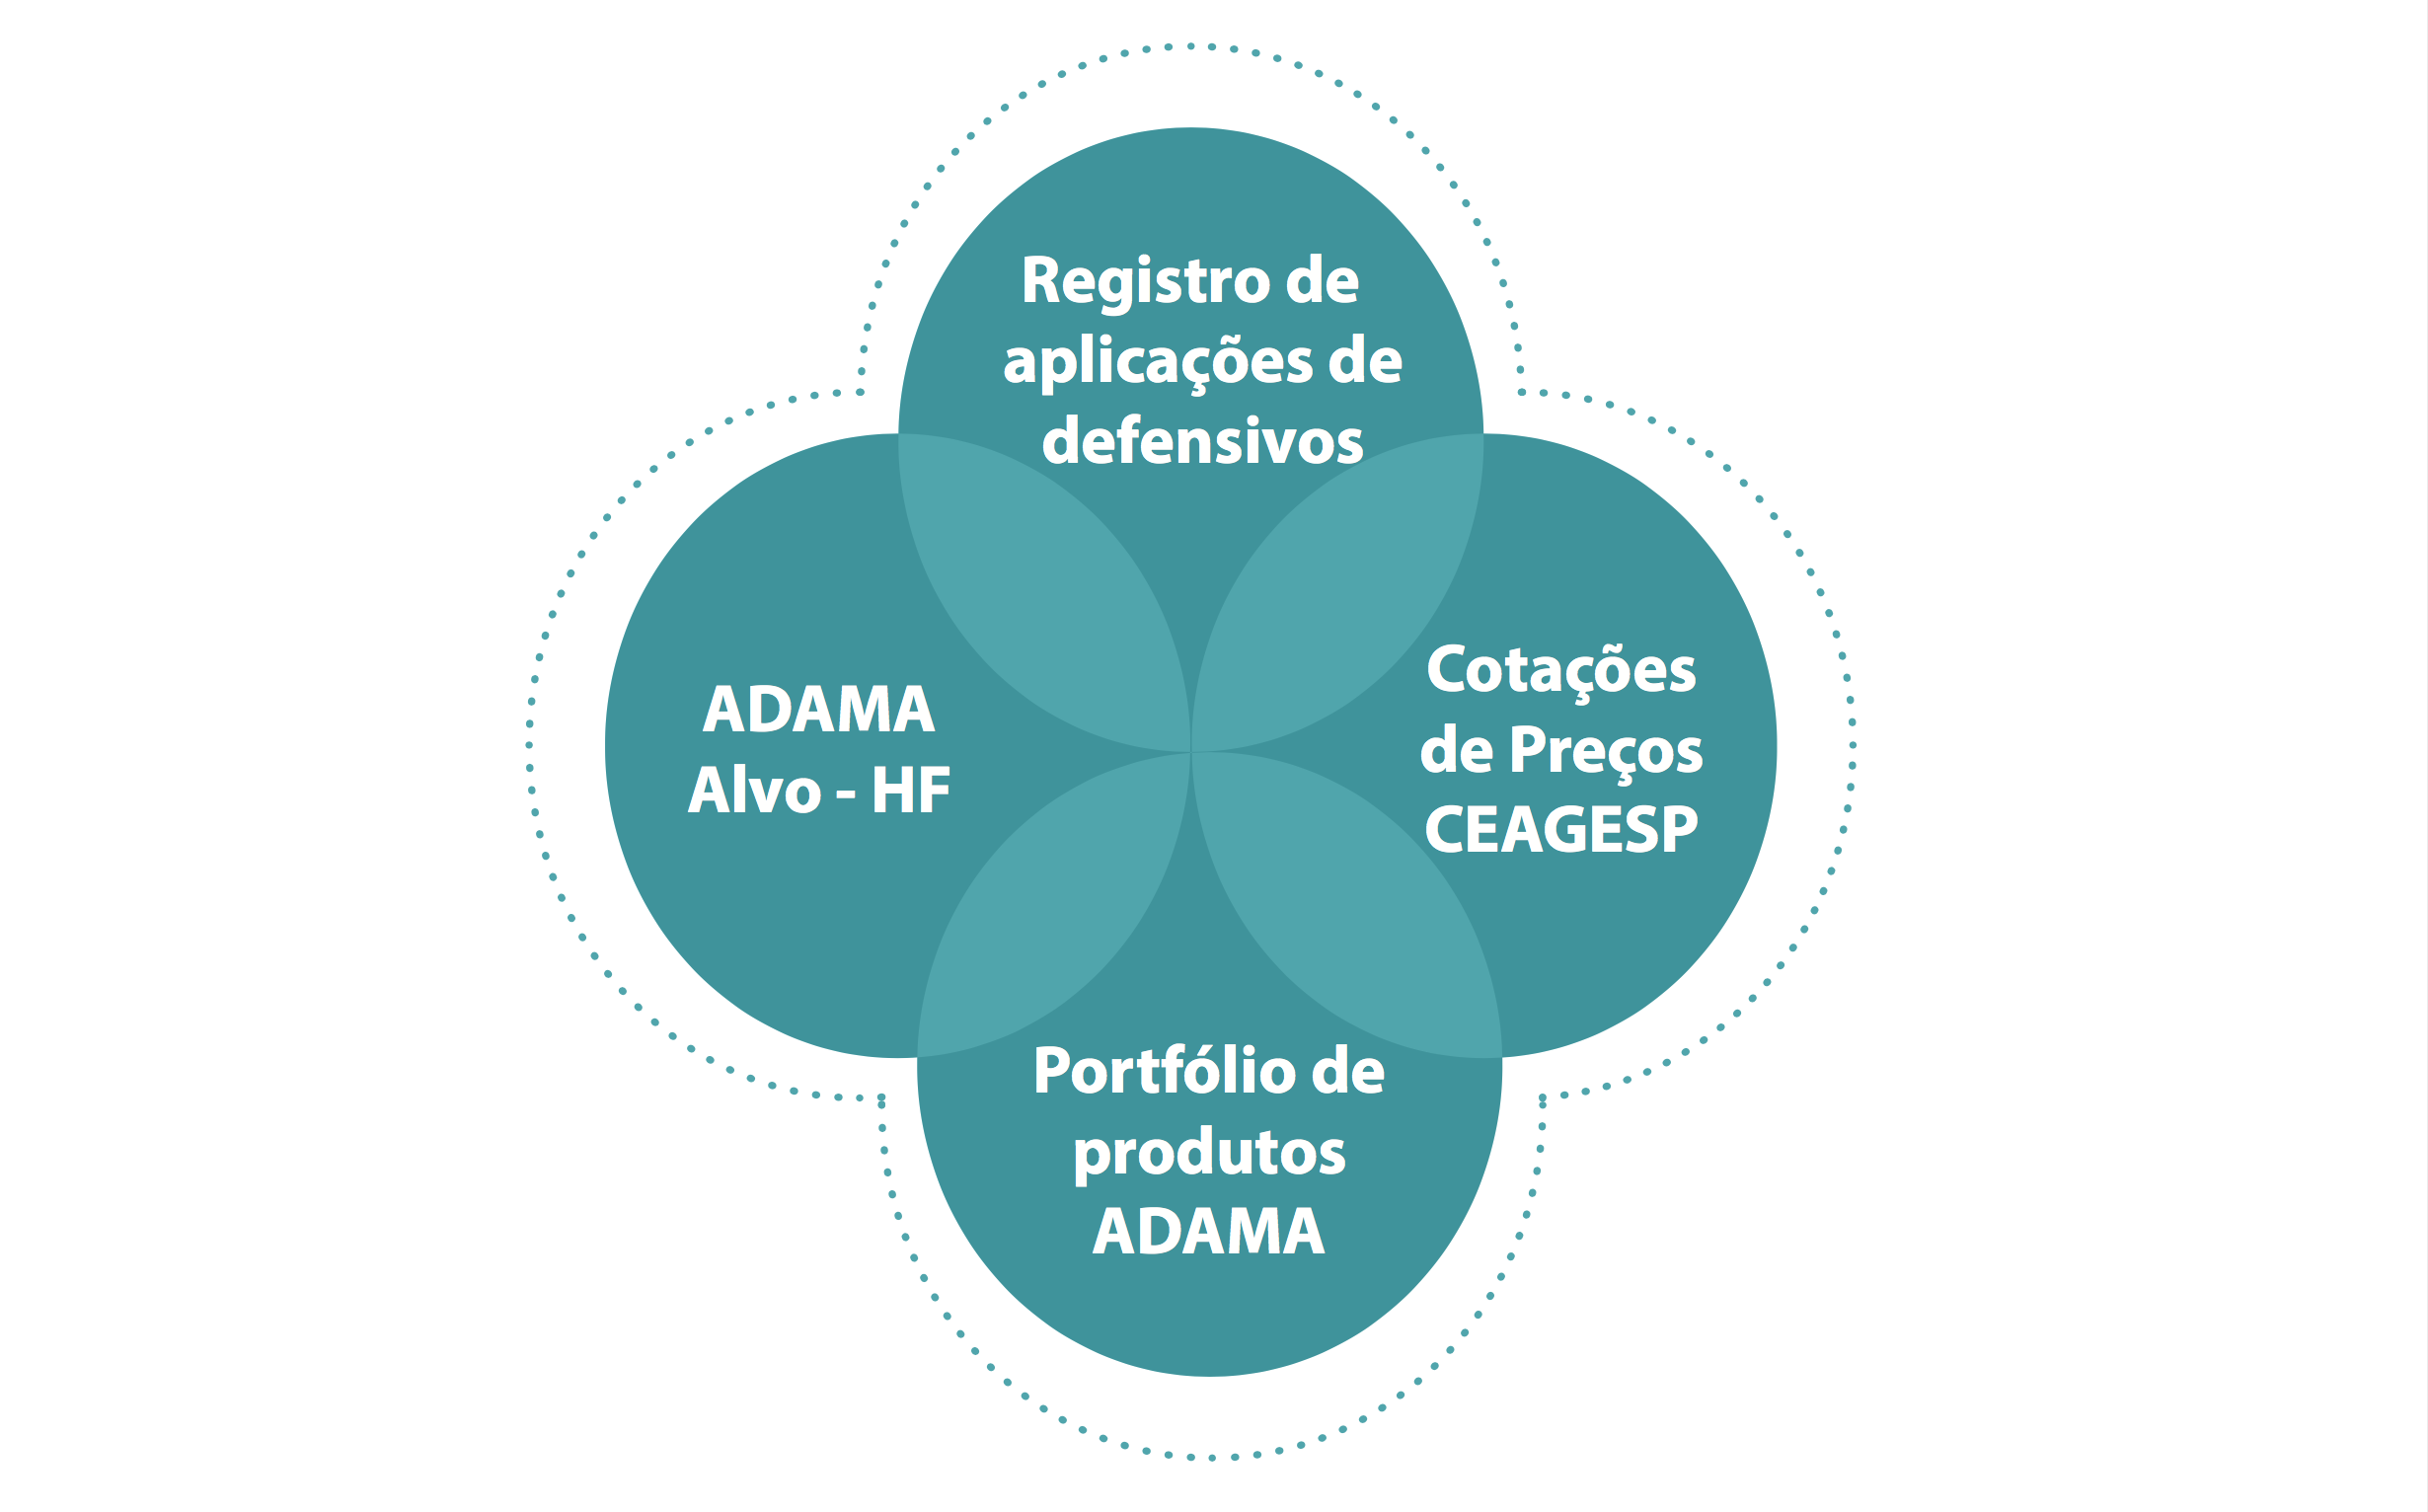 Registro de
aplicações de
defensivos
ADAMA
Alvo - HF
Cotações
de Preços
CEAGESP
Portfólio de
produtos
ADAMA